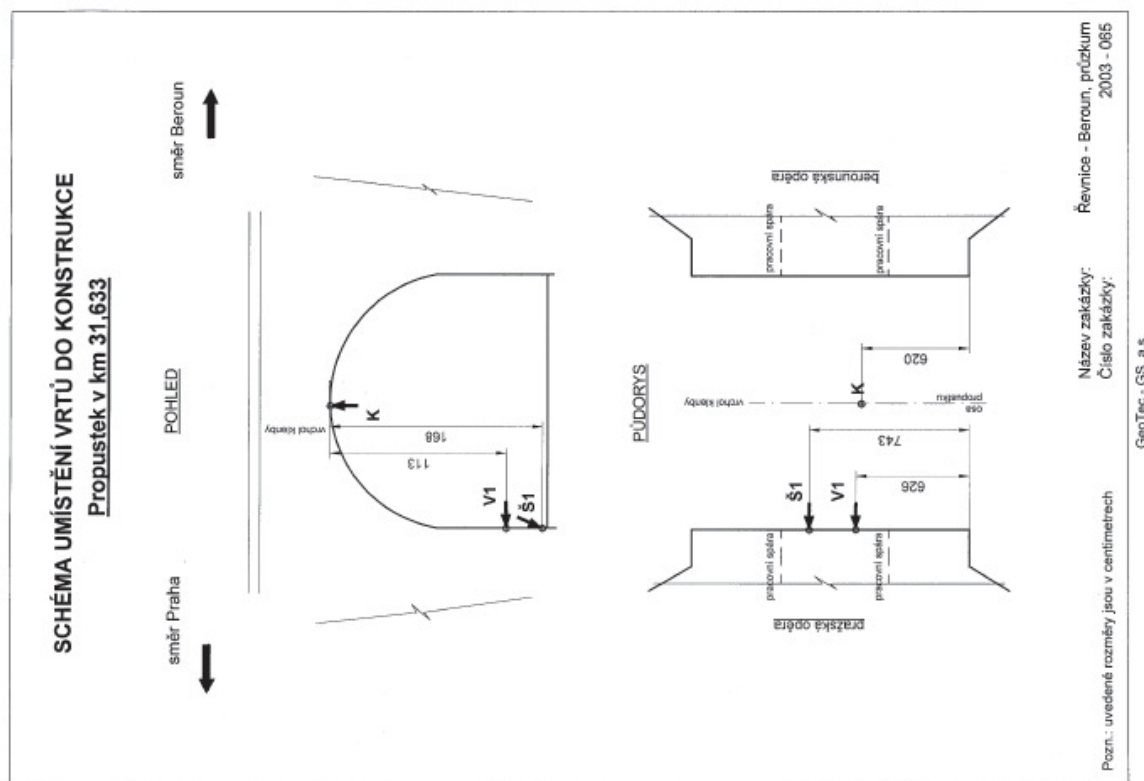 SCHÉMA UMÍSTĚNÍ VRTŮ DO KONSTRUKCE
Propustek v km 31,633
směr Praha
směr Beroun
POHLED
vrchol klenby
K
168
113
V1
Š1
PŮDORYS
pražská opěra
pracovní spára
pracovní spára
Š1
V1
626
743
vrchol klenby
K
osa
propustku
620
pracovní spára
pracovní spára
berounská opěra
Pozn.: uvedené rozměry jsou v centimetrech
Název zakázky: Řevnice - Beroun, průzkum
Číslo zakázky: 2003 - 065
GeoTec - GS, a.s.